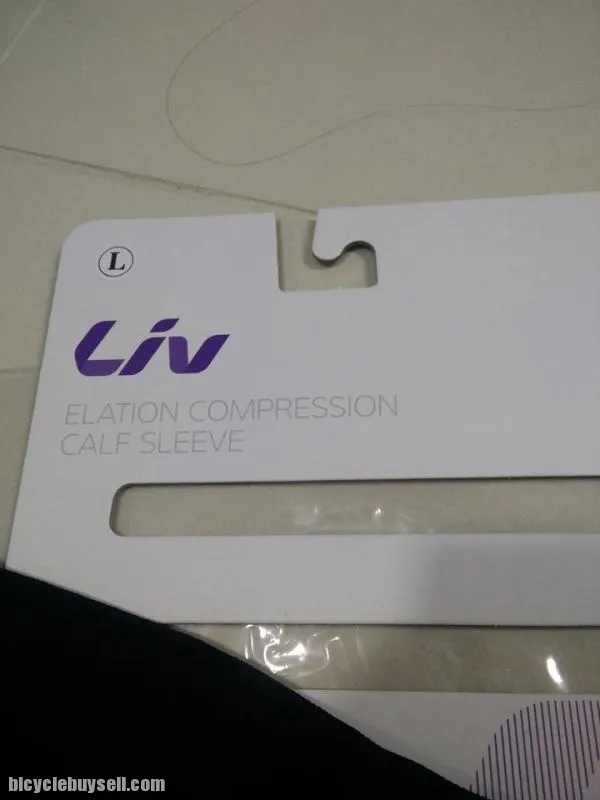 L
Liv
ELATION COMPRESSION
CALF SLEEVE
bicyclebuysell.com